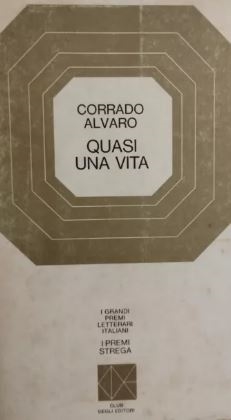 CORRADO
ALVARO
QUASI
UNA VITA
I GRANDI
PREMI
LETTERARI
ITALIANI
I PREMI
STREGA
CLUB
DEGLI EDITORI